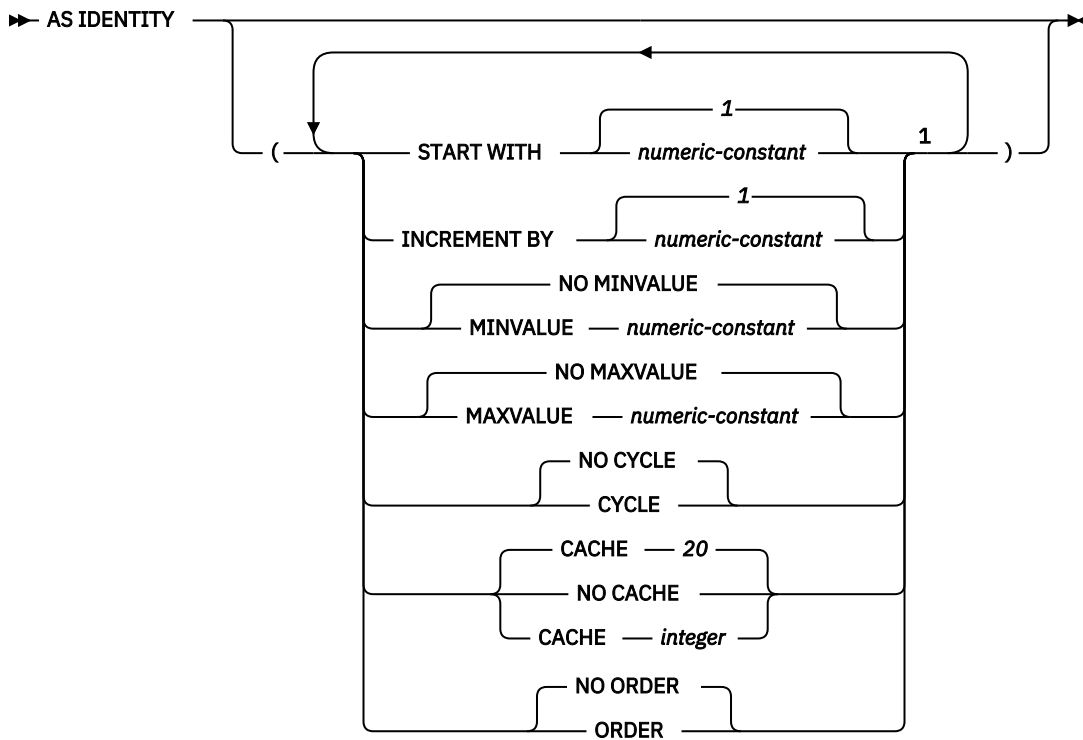 AS IDENTITY
1
( START WITH numeric-constant 1 )
1
INCREMENT BY numeric-constant
NO MINVALUE
MINVALUE numeric-constant
NO MAXVALUE
MAXVALUE numeric-constant
NO CYCLE
CYCLE
CACHE 20
NO CACHE
CACHE integer
NO ORDER
ORDER